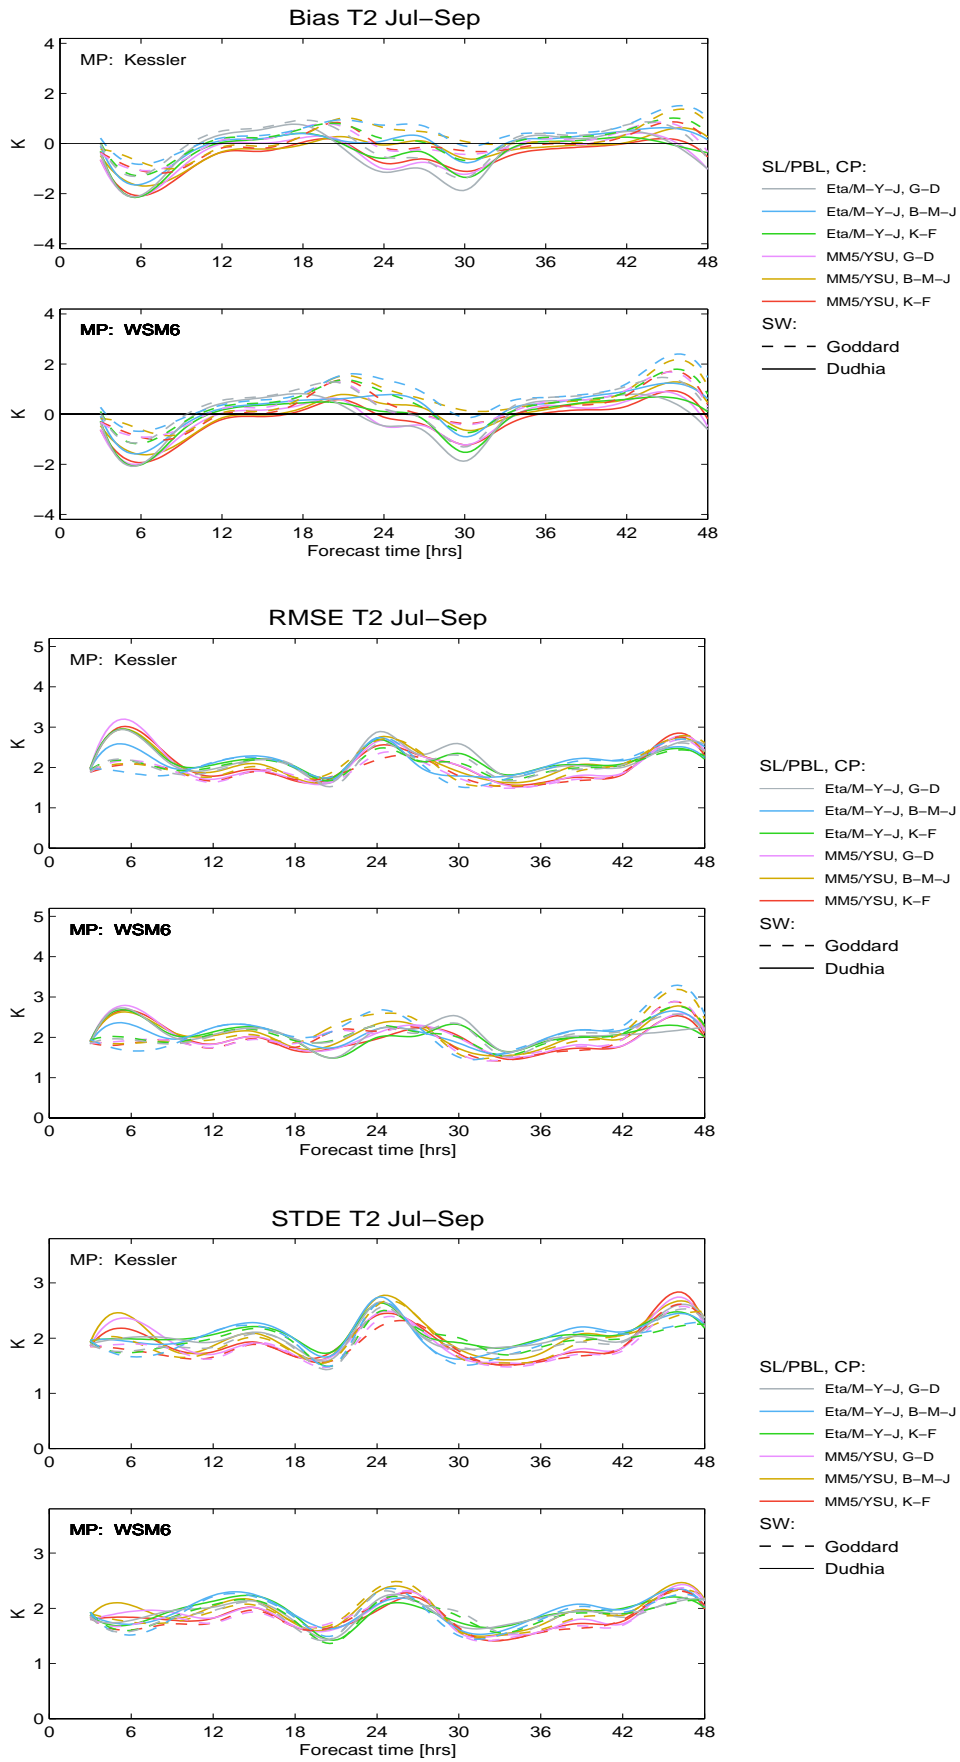 Bias T2 Jul−Sep
4
2
0
−2
−4
K
MP: Kessler
0 6 12 18 24 30 36 42 48
4
2
0
−2
−4
K
MP: WSM6
0 6 12 18 24 30 36 42 48
Forecast time [hrs]
SL/PBL, CP:
Eta/M−Y−J, G−D
Eta/M−Y−J, B−M−J
Eta/M−Y−J, K−F
MM5/YSU, G−D
MM5/YSU, B−M−J
MM5/YSU, K−F
SW:
Goddard
Dudhia
RMSE T2 Jul−Sep
5
4
3
2
1
0
K
MP: Kessler
0 6 12 18 24 30 36 42 48
5
4
3
2
1
0
K
MP: WSM6
0 6 12 18 24 30 36 42 48
Forecast time [hrs]
SL/PBL, CP:
Eta/M−Y−J, G−D
Eta/M−Y−J, B−M−J
Eta/M−Y−J, K−F
MM5/YSU, G−D
MM5/YSU, B−M−J
MM5/YSU, K−F
SW:
Goddard
Dudhia
STDE T2 Jul−Sep
3
2
1
0
K
MP: Kessler
0 6 12 18 24 30 36 42 48
3
2
1
0
K
MP: WSM6
0 6 12 18 24 30 36 42 48
Forecast time [hrs]
SL/PBL, CP:
Eta/M−Y−J, G−D
Eta/M−Y−J, B−M−J
Eta/M−Y−J, K−F
MM5/YSU, G−D
MM5/YSU, B−M−J
MM5/YSU, K−F
SW:
Goddard
Dudhia